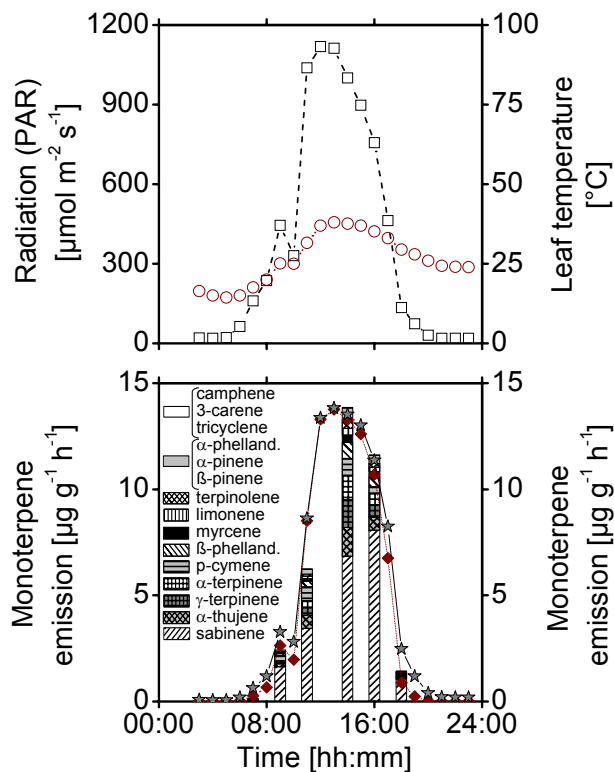 1200
900
600
300
0
Radiation (PAR)
[µmol m⁻² s⁻¹]
100
75
50
25
0
Leaf temperature
[°C]
15
10
5
0
Monoterpene
emission [µg g⁻¹ h⁻¹]
camphene
3-carene
tricyclene
α-phelland.
α-pinene
ß-pinene
terpinolene
limonene
myrcene
ß-phelland.
p-cymene
α-terpinene
γ-terpinene
α-thujene
sabinene
15
10
5
0
Monoterpene
emission [µg g⁻¹ h⁻¹]
00:00 08:00 16:00 24:00
Time [hh:mm]